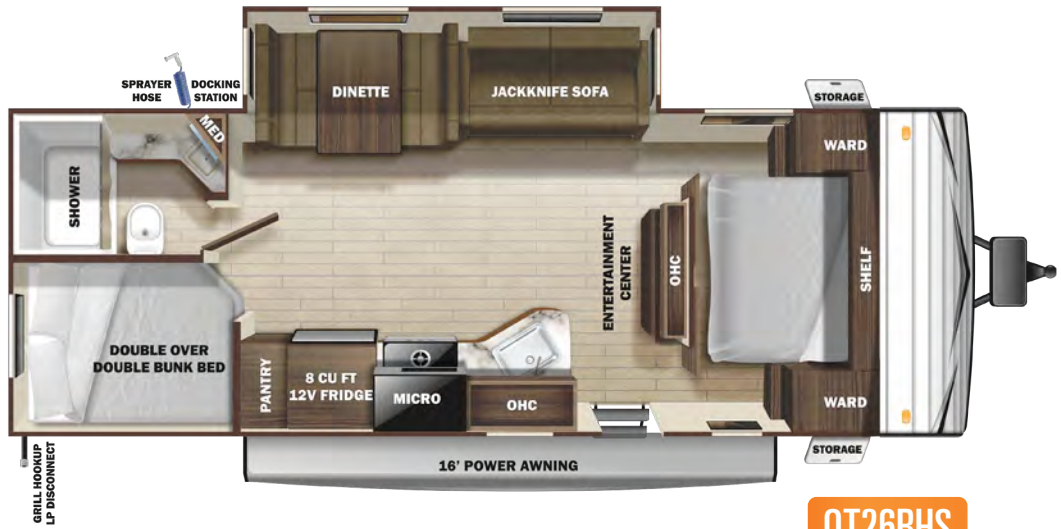 SPRAYER HOSE
DOCKING STATION
DINETTE
JACKKNIFE SOFA
STORAGE
MED
WARD
SHOWER
ENTERTAINMENT
CENTER
OHC
SHELF
DOUBLE OVER
DOUBLE BUNK BED
PANTRY
8 CU FT
12V FRIDGE
MICRO
OHC
WARD
STORAGE
16' POWER AWNING
GRILL HOOKUP
LP DISCONNECT
QT26BHS